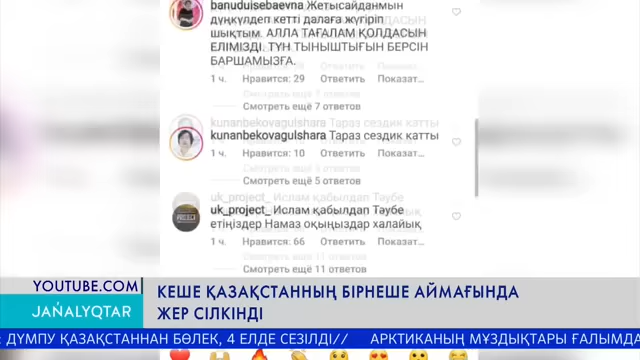 banuduisebaevna Жетысайданмын
дүңкүлдеп кетті далаға жүгіріп
шықтым. АЛЛА ТАҒАЛАМ ҚОЛДАСЫН
ЕЛІМІЗДІ. ТҮН ТЫНЫШТЫҒЫН БЕРСІН
БАРШАМЫЗҒА.
1 ч. Нравится: 29 Ответить Показат...
Смотреть ещё 7 ответов
kunanbekovagulshara Тараз сездик катты
1 ч. Нравится: 10 Ответить Показат...
Смотреть ещё 5 ответов
uk_project_ Ислам қабылдап Тәубе
етіңіздер Намаз оқыңыздар халайық
1 ч. Нравится: 66 Ответить Показат...
Смотреть ещё 11 ответов
YOUTUBE.COM
JAŃALYQTAR
КЕШЕ ҚАЗАҚСТАННЫҢ БІРНЕШЕ АЙМАҒЫНДА
ЖЕР СІЛКІНДІ
ДҮМПУ ҚАЗАҚСТАННАН БӨЛЕК, 4 ЕЛДЕ СЕЗІЛДІ// АРКТИКАНЫҢ МҰЗДЫҚТАРЫ ҒАЛЫМДА